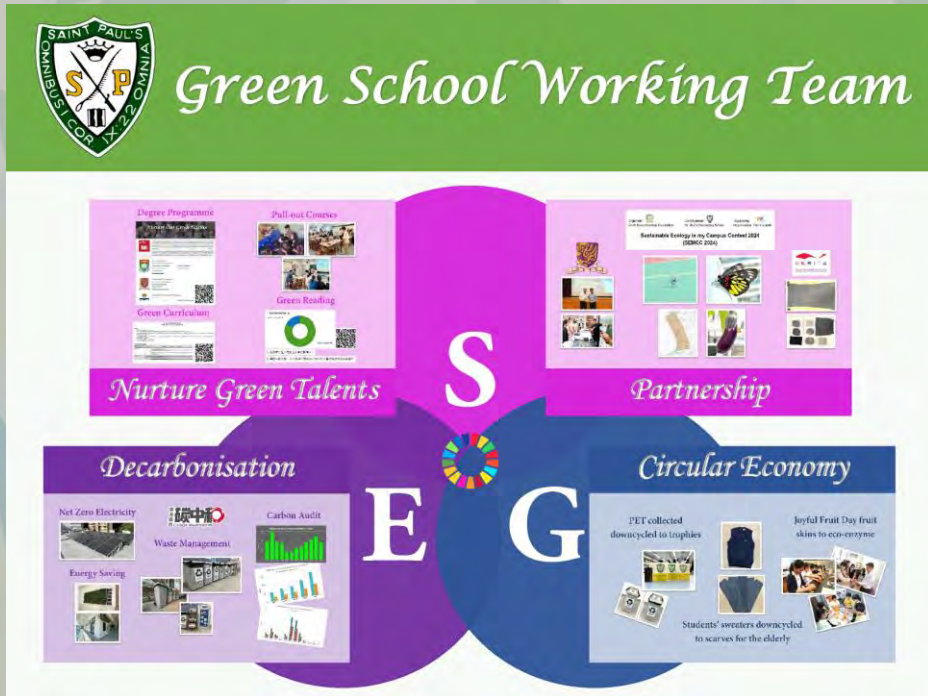 SAINT PAUL'S
OMNIBUS
OMNIA
I COR IX:22
S P
Green School Working Team
Degree Programme
Pull-out Courses
Green Curriculum
Green Reading
Nurture Green Talents
Sustainable Ecology in my Campus Contest 2024
(SEMCC 2024)
Partnership
S
E
G
Decarbonisation
Net Zero Electricity
碳中和
Carbon Audit
Waste Management
Energy Saving
Circular Economy
PET collected
downcycled to trophies
Joyful Fruit Day fruit
skins to eco-enzyme
Students' sweaters downcycled
to scarves for the elderly